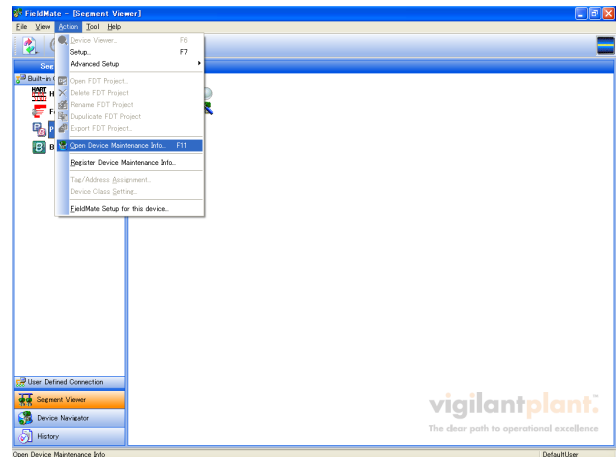 FieldMate - [Segment Viewer]
File View Action Tool Help
Device Viewer... F6
Setup... F7
Advanced Setup
Open FDT Project...
Delete FDT Project
Rename FDT Project
Dupulicate FDT Project
Export FDT Project...
Open Device Maintenance Info... F11
Register Device Maintenance Info...
Tag/Address Assignment...
Device Class Setting...
FieldMate Setup for this device...
Seg
Built-in
HART H
F
P
B
User Defined Connection
Segment Viewer
Device Navigator
History
vigilantplant.
The clear path to operational excellence
Open Device Maintenance Info DefaultUser